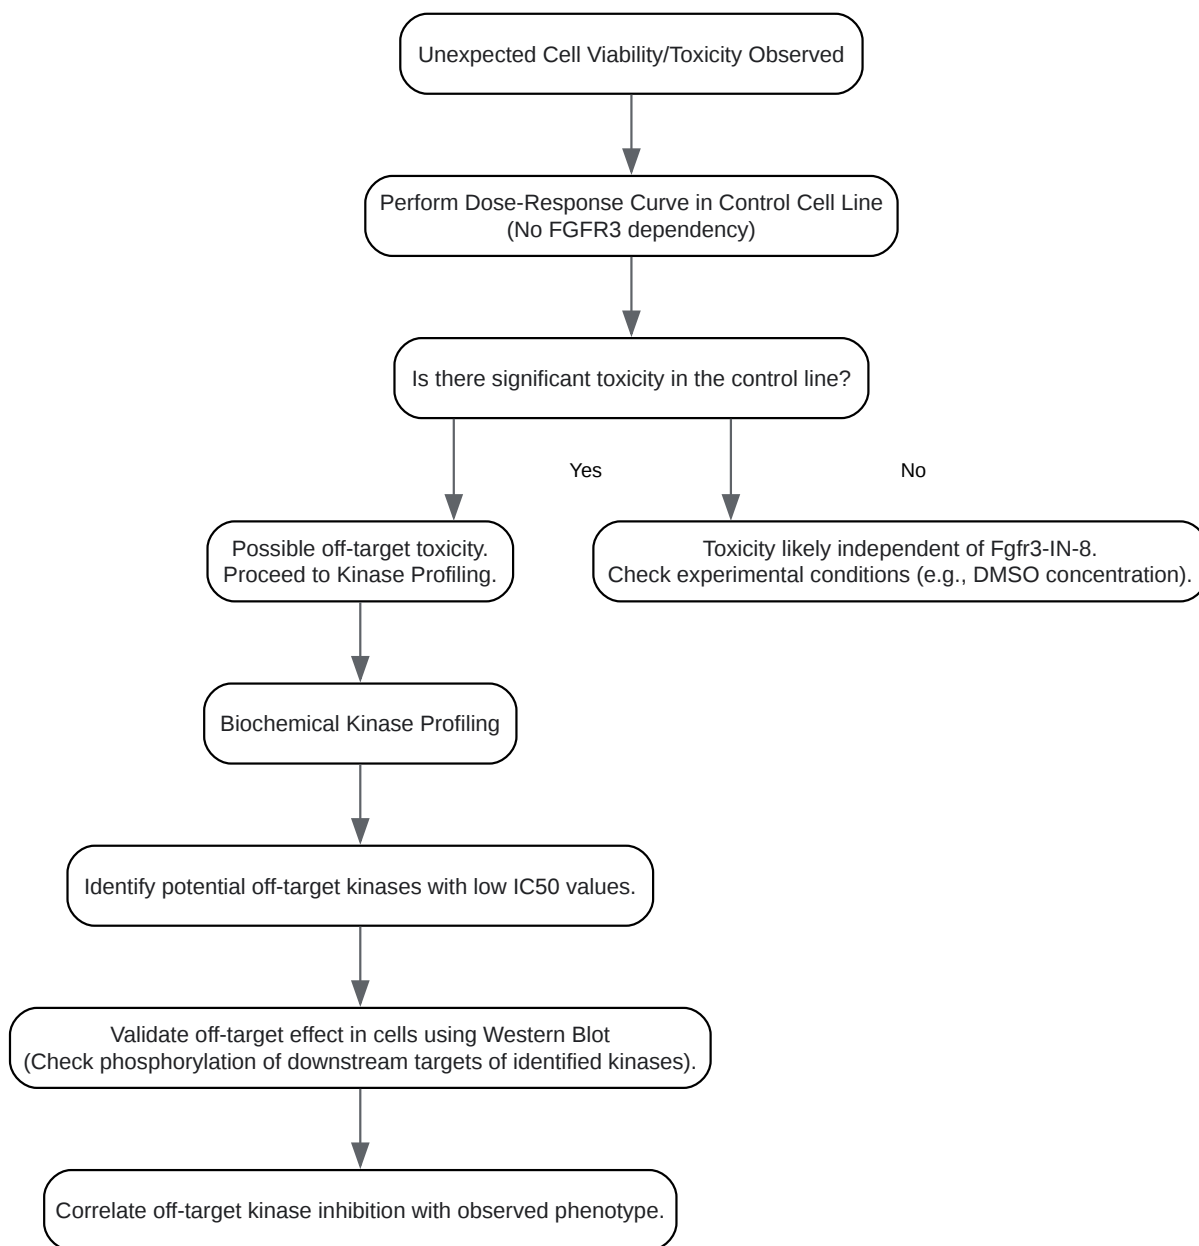 Unexpected Cell Viability/Toxicity Observed
Perform Dose-Response Curve in Control Cell Line
(No FGFR3 dependency)
Is there significant toxicity in the control line?
Yes
No
Possible off-target toxicity.
Proceed to Kinase Profiling.
Toxicity likely independent of Fgfr3-IN-8.
Check experimental conditions (e.g., DMSO concentration).
Biochemical Kinase Profiling
Identify potential off-target kinases with low IC50 values.
Validate off-target effect in cells using Western Blot
(Check phosphorylation of downstream targets of identified kinases).
Correlate off-target kinase inhibition with observed phenotype.